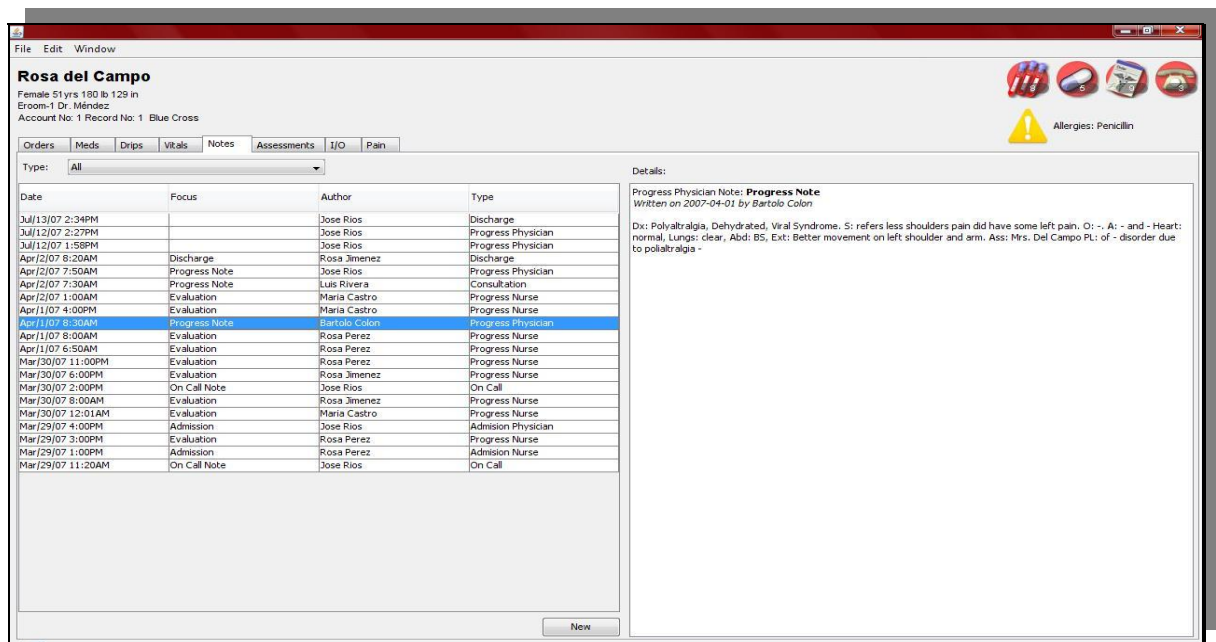 File Edit Window
Rosa del Campo
Female 51yrs 180 lb 129 in
Eroom-1 Dr. Méndez
Account No: 1 Record No: 1 Blue Cross
8 5 9 3
Allergies: Penicillin
Orders Meds Drips Vitals Notes Assessments I/O Pain
Type: All
Details:
Date Focus Author Type
Jul/13/07 2:34PM Jose Rios Discharge
Jul/12/07 2:27PM Jose Rios Progress Physician
Jul/12/07 1:58PM Jose Rios Progress Physician
Apr/2/07 8:20AM Discharge Rosa Jimenez Discharge
Apr/2/07 7:50AM Progress Note Jose Rios Progress Physician
Apr/2/07 7:30AM Progress Note Luis Rivera Consultation
Apr/2/07 1:00AM Evaluation Maria Castro Progress Nurse
Apr/1/07 4:00PM Evaluation Maria Castro Progress Nurse
Apr/1/07 8:30AM Progress Note Bartolo Colon Progress Physician
Apr/1/07 8:00AM Evaluation Rosa Perez Progress Nurse
Apr/1/07 6:50AM Evaluation Rosa Perez Progress Nurse
Mar/30/07 11:00PM Evaluation Rosa Perez Progress Nurse
Mar/30/07 6:00PM Evaluation Rosa Jimenez Progress Nurse
Mar/30/07 2:00PM On Call Note Jose Rios On Call
Mar/30/07 8:00AM Evaluation Rosa Jimenez Progress Nurse
Mar/30/07 12:01AM Evaluation Maria Castro Progress Nurse
Mar/29/07 4:00PM Admission Jose Rios Admision Physician
Mar/29/07 3:00PM Evaluation Rosa Perez Progress Nurse
Mar/29/07 1:00PM Admission Rosa Perez Admision Nurse
Mar/29/07 11:20AM On Call Note Jose Rios On Call
New
Progress Physician Note: Progress Note
Written on 2007-04-01 by Bartolo Colon
Dx: Polyaltralgia, Dehydrated, Viral Syndrome. S: refers less shoulders pain did have some left pain. O: -. A: - and - Heart:
normal, Lungs: clear, Abd: BS, Ext: Better movement on left shoulder and arm. Ass: Mrs. Del Campo PL: of - disorder due
to polialtralgia -